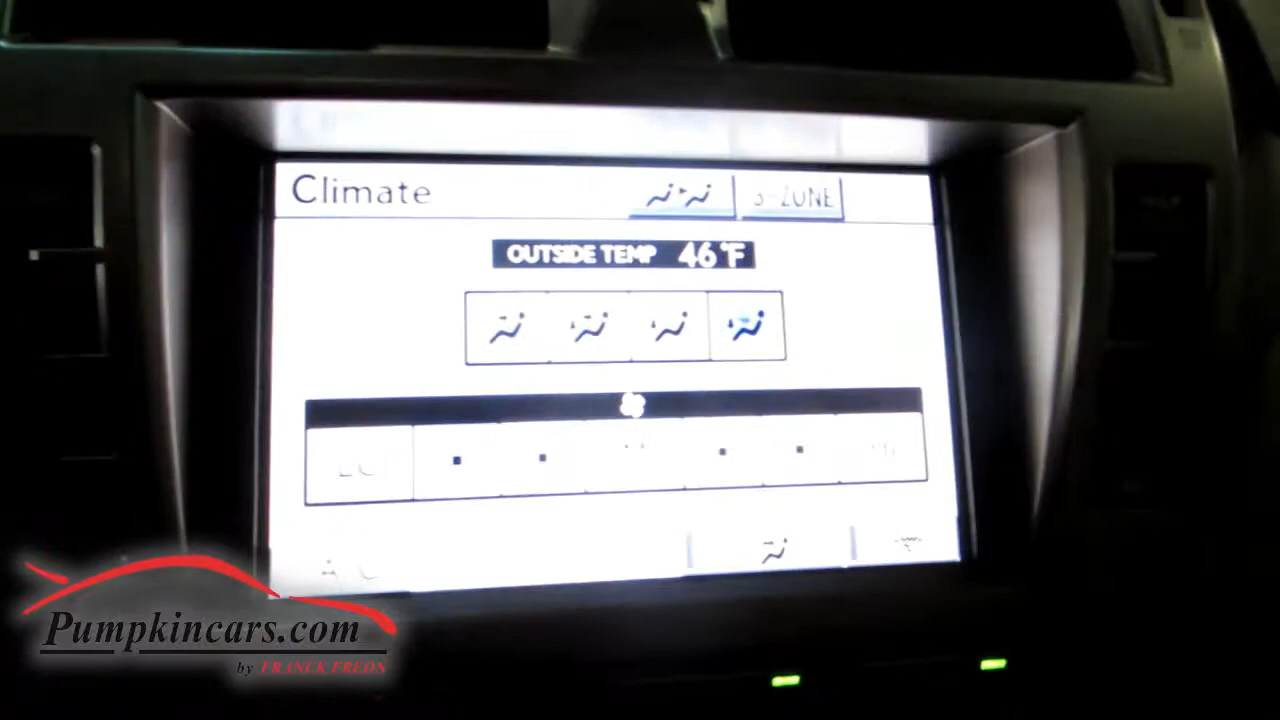 Climate
3-ZONE
OUTSIDE TEMP 46°F
Pumpkincars.com
by FRANCK FREON